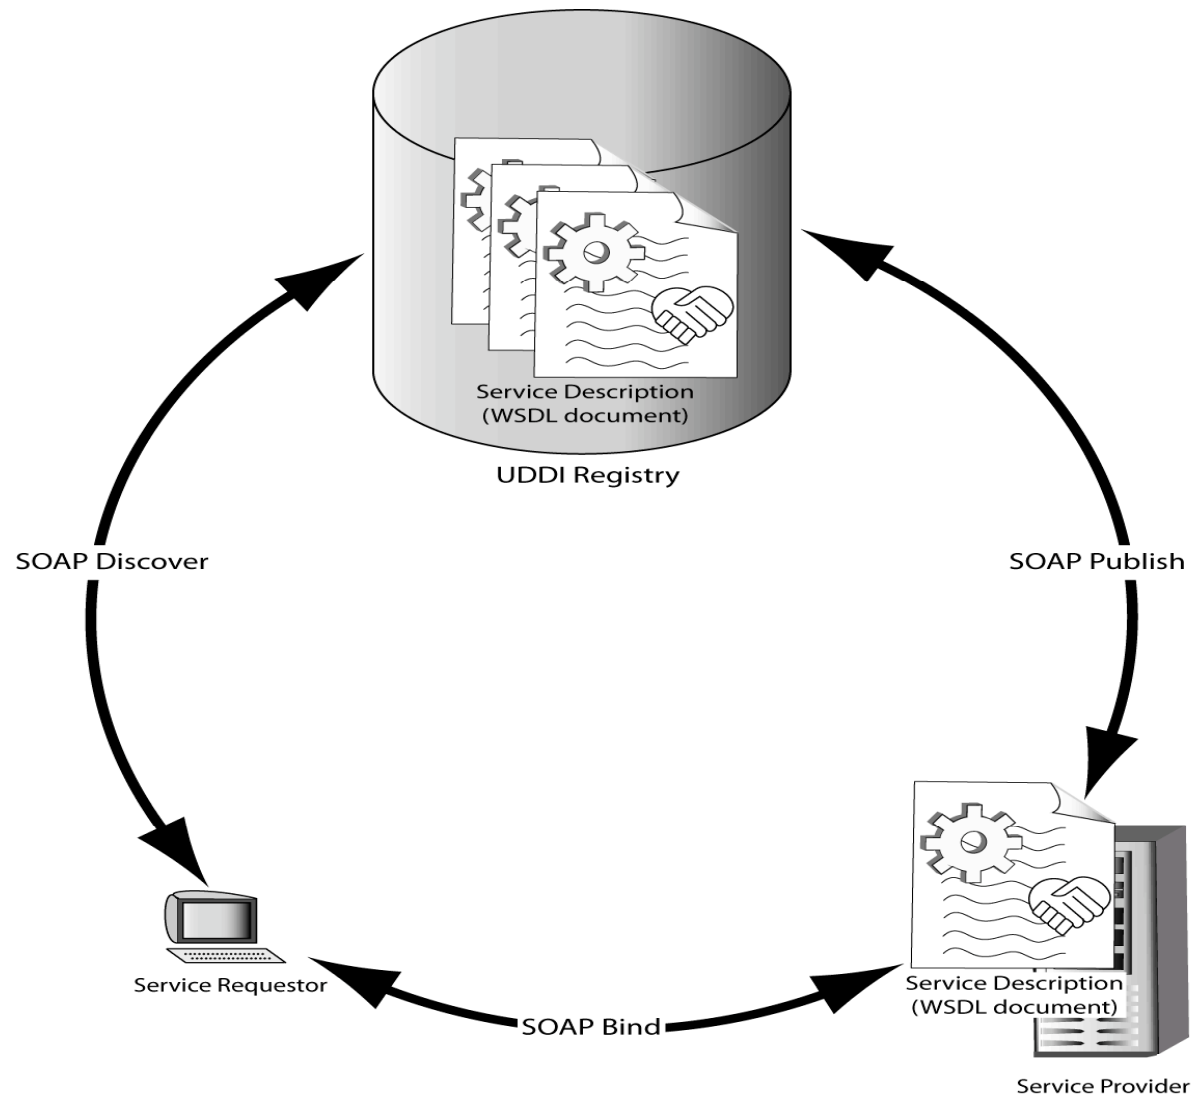 Service Description
(WSDL document)
UDDI Registry
SOAP Discover
SOAP Publish
Service Requestor
SOAP Bind
Service Description
(WSDL document)
Service Provider